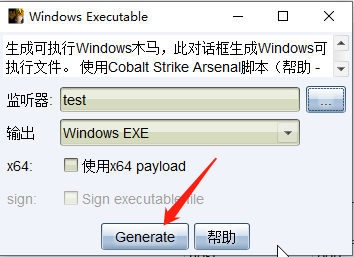 Windows Executable
生成可执行Windows木马，此对话框生成Windows可
执行文件。 使用Cobalt Strike Arsenal脚本（帮助 -
监听器: test ...
输出 Windows EXE
x64: 使用x64 payload
sign: Sign executable file
Generate 帮助